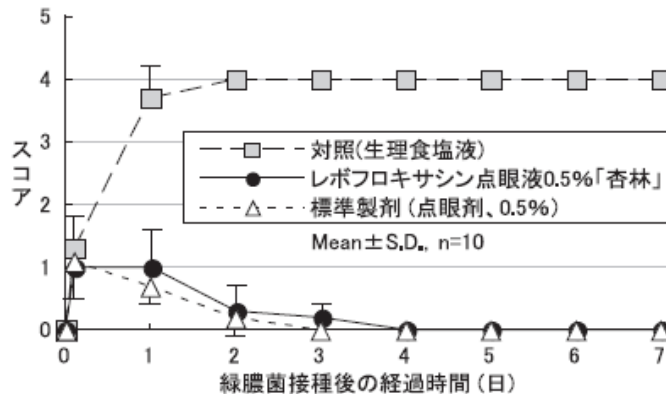 5
4
3
2
1
0
スコア
対照(生理食塩液)
レボフロキサシン点眼液0.5%「杏林」
標準製剤(点眼剤、0.5%)
Mean±S.D., n=10
0 1 2 3 4 5 6 7
緑膿菌接種後の経過時間(日)